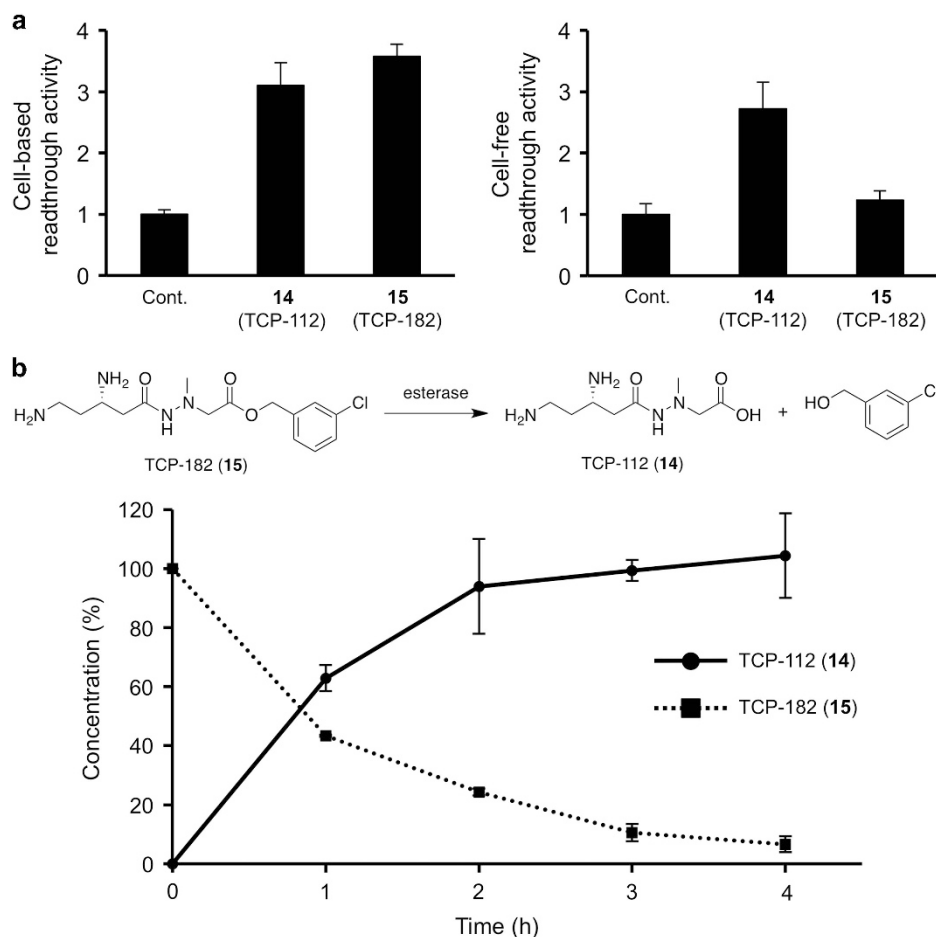 a
Cell-based
readthrough activity
4
3
2
1
0
Cont.
14
(TCP-112)
15
(TCP-182)
Cell-free
readthrough activity
4
3
2
1
0
Cont.
14
(TCP-112)
15
(TCP-182)
b
NH2 O O
H2N N H N O Cl
TCP-182 (15)
esterase
NH2 O O
H2N N H N OH
TCP-112 (14)
+
HO C
Concentration (%)
120
100
80
60
40
20
0
0 1 2 3 4
Time (h)
TCP-112 (14)
TCP-182 (15)